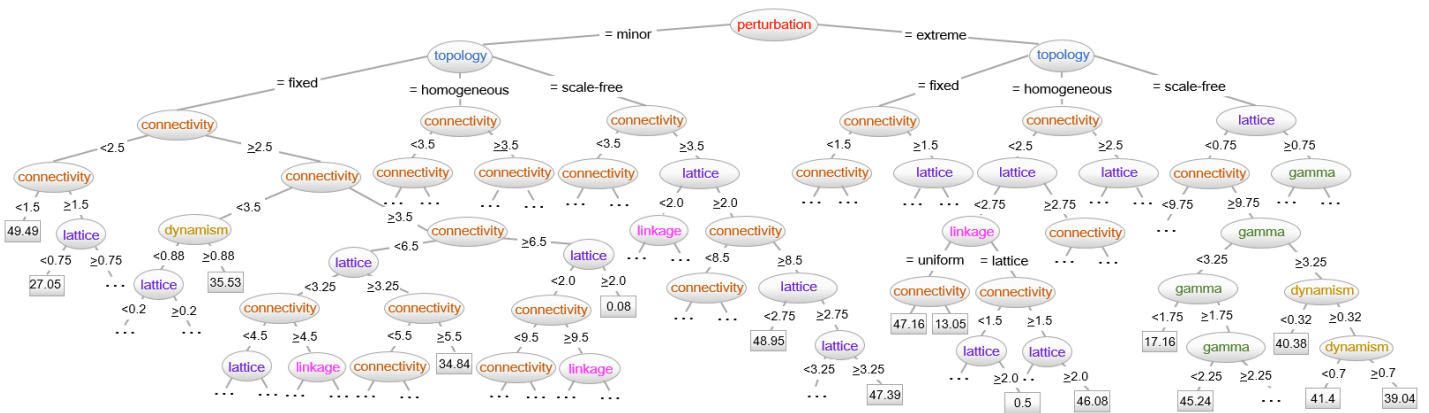 perturbation
= minor = extreme
topology topology
= fixed = homogeneous = scale-free = fixed = homogeneous = scale-free
connectivity connectivity connectivity connectivity connectivity lattice
<2.5 ≥2.5 <3.5 ≥3.5 <3.5 ≥3.5 <1.5 ≥1.5 <2.5 ≥2.5 <0.75 ≥0.75
connectivity connectivity connectivity connectivity connectivity lattice connectivity lattice lattice lattice connectivity gamma
... ... ... ... ... ... ... ... ... ... ... ... ... ...
<1.5 ≥1.5 <3.5 ≥3.5 <2.0 ≥2.0 <2.75 ≥2.75 <9.75 ≥9.75
49.49 lattice dynamism connectivity linkage connectivity linkage connectivity ... gamma
<0.75 ≥0.75 <0.88 ≥0.88 <6.5 ≥6.5 ... ... <8.5 ≥8.5 = uniform = lattice ... ... <3.25 ≥3.25
27.05 ... lattice 35.53 lattice lattice connectivity lattice connectivity connectivity gamma dynamism
<0.2 ≥0.2 <3.25 ≥3.25 <2.0 ≥2.0 ... ... <2.75 ≥2.75 47.16 13.05 <1.5 ≥1.5 <1.75 ≥1.75 <0.32 ≥0.32
... ... connectivity connectivity connectivity 0.08 48.95 lattice lattice lattice 17.16 gamma 40.38 dynamism
<4.5 ≥4.5 <5.5 ≥5.5 <9.5 ≥9.5 <3.25 ≥3.25 ... ≥2.0 .. ≥2.0 <2.25 ≥2.25 <0.7 ≥0.7
lattice linkage connectivity 34.84 connectivity linkage ... 47.39 0.5 46.08 45.24 ... 41.4 39.04
... ... ... ... ... ... ... ... ... ...